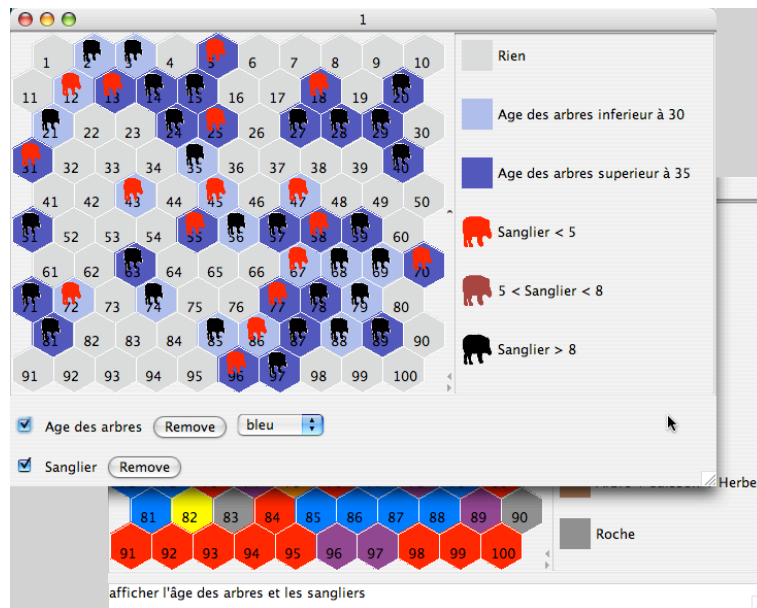 1
1 2 3 4 5 6 7 8 9 10
11 12 13 14 15 16 17 18 19 20
21 22 23 24 25 26 27 28 29 30
31 32 33 34 35 36 37 38 39 40
41 42 43 44 45 46 47 48 49 50
51 52 53 54 55 56 57 58 59 60
61 62 63 64 65 66 67 68 69 70
71 72 73 74 75 76 77 78 79 80
81 82 83 84 85 86 87 88 89 90
91 92 93 94 95 96 97 98 99 100
Rien
Age des arbres inferieur à 30
Age des arbres superieur à 35
Sanglier < 5
5 < Sanglier < 8
Sanglier > 8
Age des arbres Remove bleu
Sanglier Remove
Herbe
81 82 83 84 85 86 87 88 89 90
Roche
91 92 93 94 95 96 97 98 99 100
afficher l'âge des arbres et les sangliers